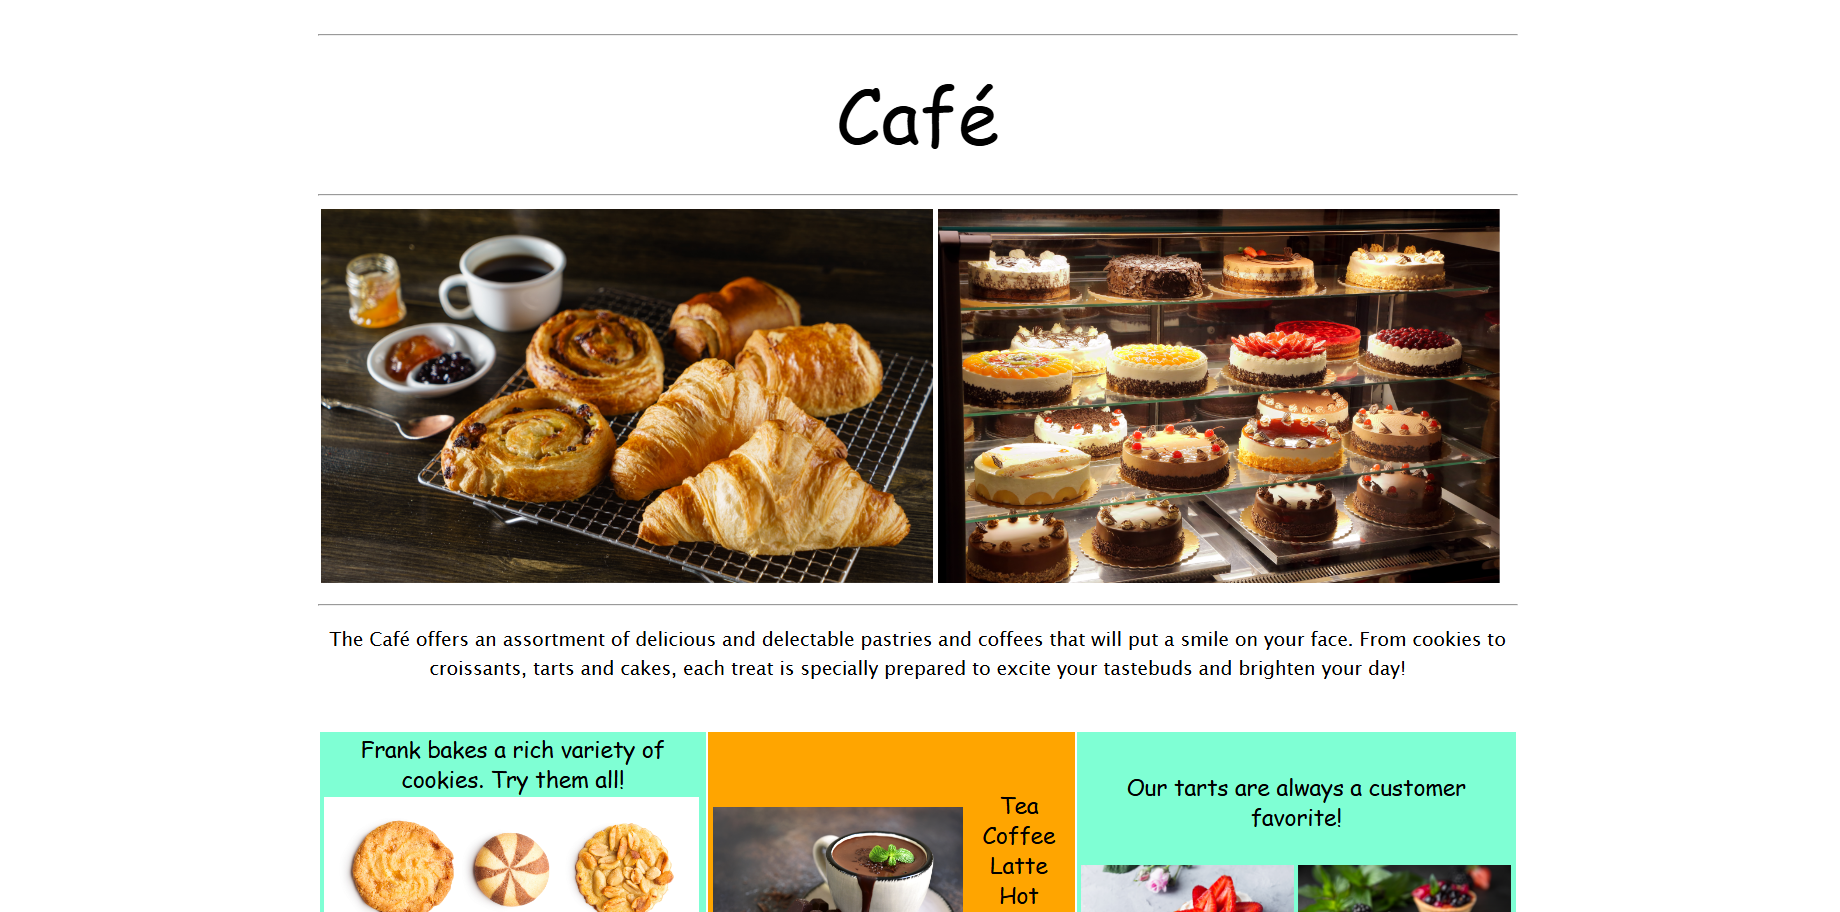 Café
The Café offers an assortment of delicious and delectable pastries and coffees that will put a smile on your face. From cookies to
croissants, tarts and cakes, each treat is specially prepared to excite your tastebuds and brighten your day!
Frank bakes a rich variety of
cookies. Try them all!
Tea
Coffee
Latte
Hot
Our tarts are always a customer
favorite!